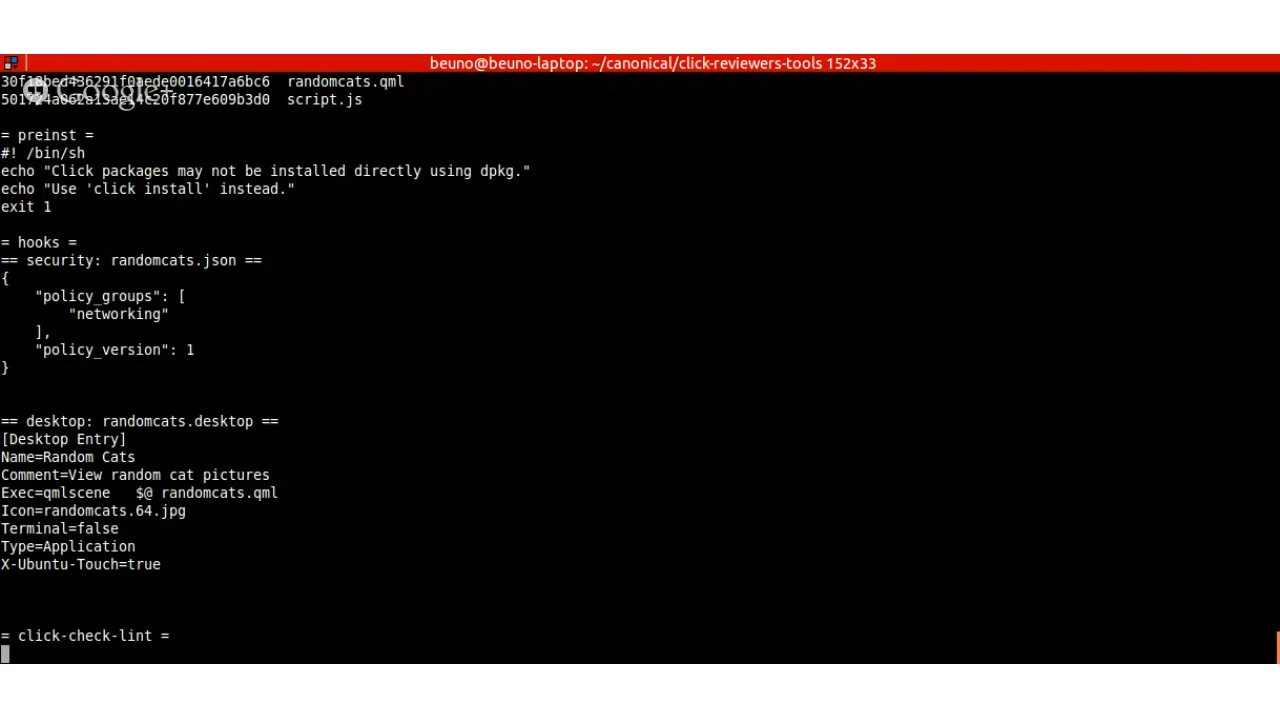 beuno@beuno-laptop: ~/canonical/click-reviewers-tools 152x33
randomcats.qml
Google+
script.js
= preinst =
#! /bin/sh
echo "Click packages may not be installed directly using dpkg."
echo "Use 'click install' instead."
exit 1
= hooks =
== security: randomcats.json ==
{
"policy_groups": [
"networking"
],
"policy_version": 1
}
== desktop: randomcats.desktop ==
[Desktop Entry]
Name=Random Cats
Comment=View random cat pictures
Exec=qmlscene   $@ randomcats.qml
Icon=randomcats.64.jpg
Terminal=false
Type=Application
X-Ubuntu-Touch=true
= click-check-lint =